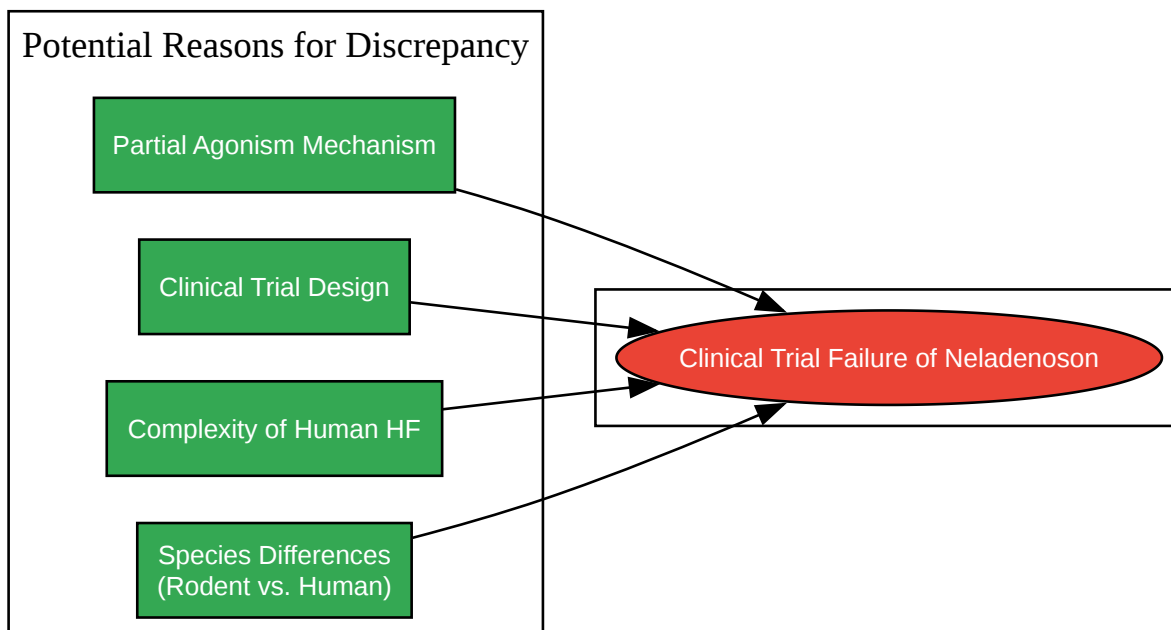 Potential Reasons for Discrepancy
Partial Agonism Mechanism
Clinical Trial Design
Complexity of Human HF
Species Differences
(Rodent vs. Human)
Clinical Trial Failure of Neladenoson